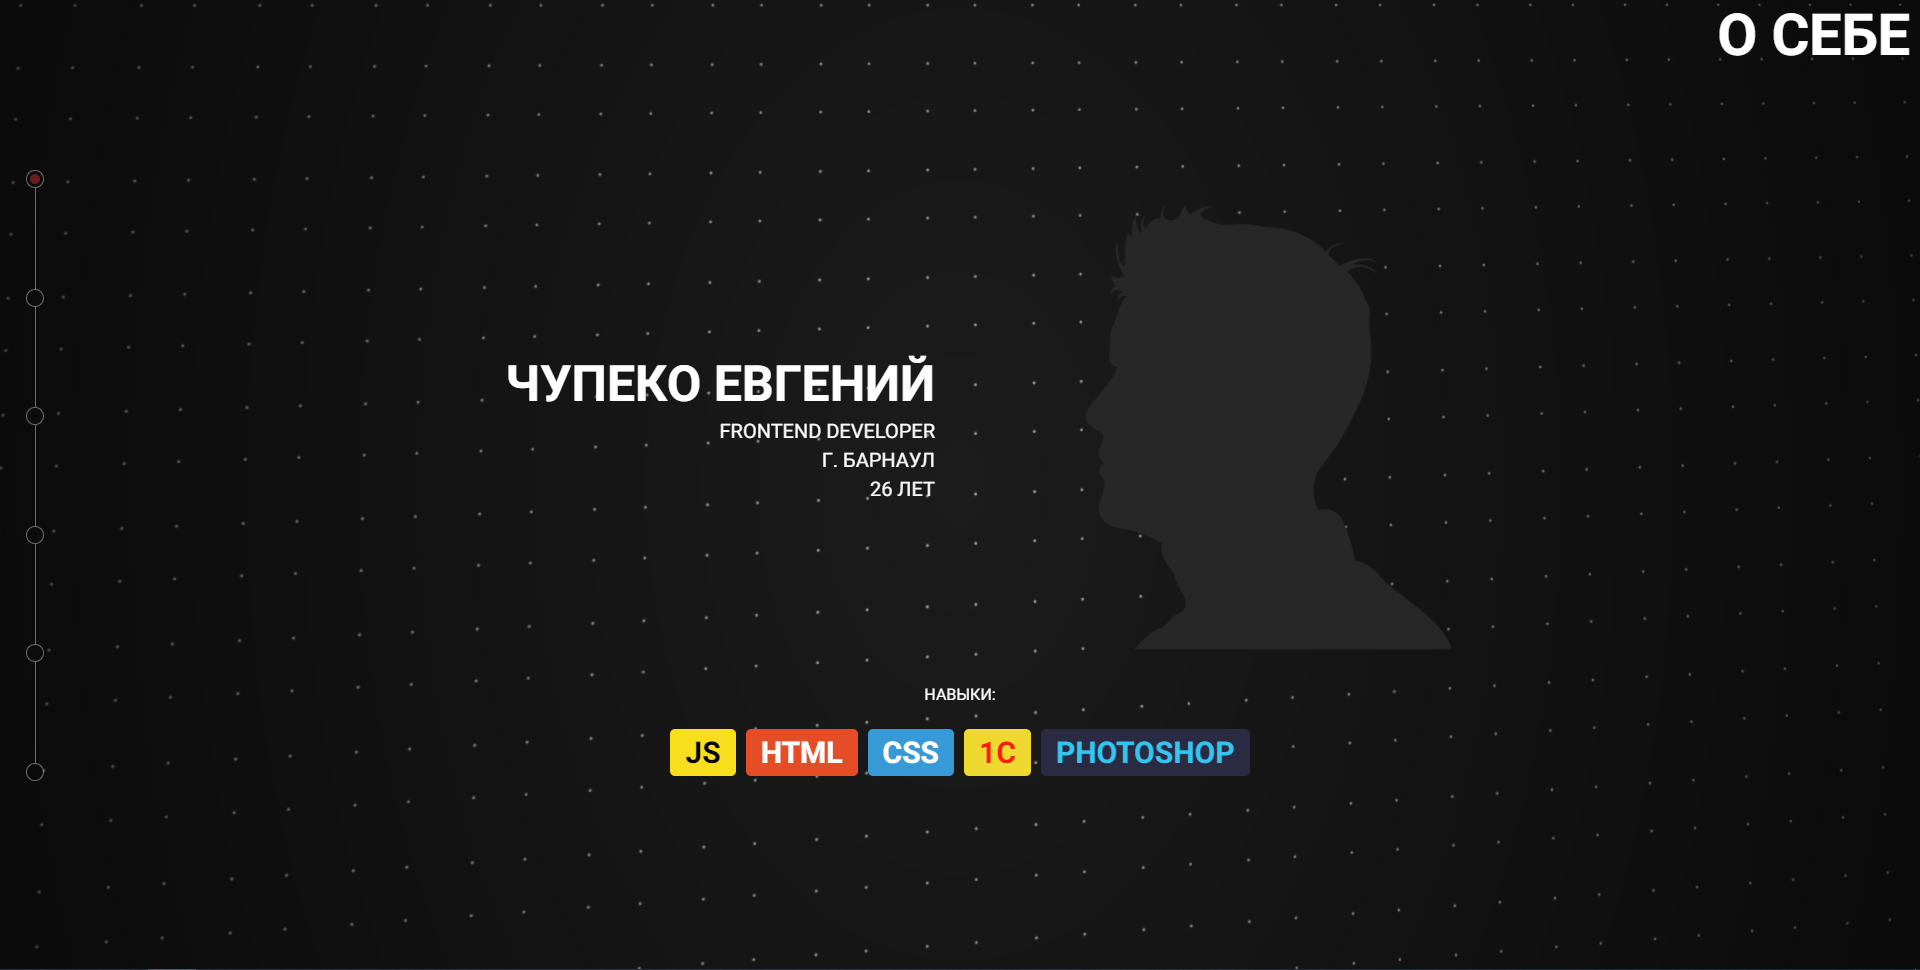 О СЕБЕ
ЧУПЕКО ЕВГЕНИЙ
FRONTEND DEVELOPER
Г. БАРНАУЛ
26 ЛЕТ
НАВЫКИ:
JS HTML CSS 1C PHOTOSHOP